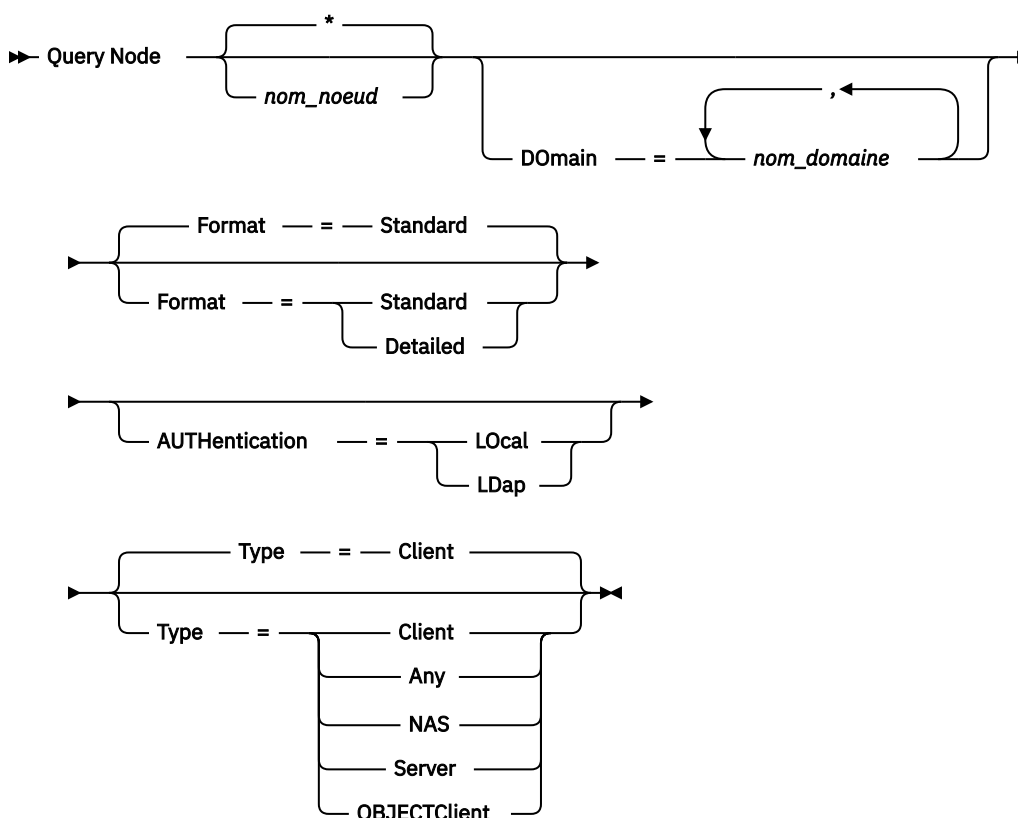 *
Query Node
nom_noeud
,
DOmain = nom_domaine
Format = Standard
Format = Standard
Detailed
AUTHentication = LOcal
LDap
Type = Client
Type = Client
Any
NAS
Server
OBJECTClient